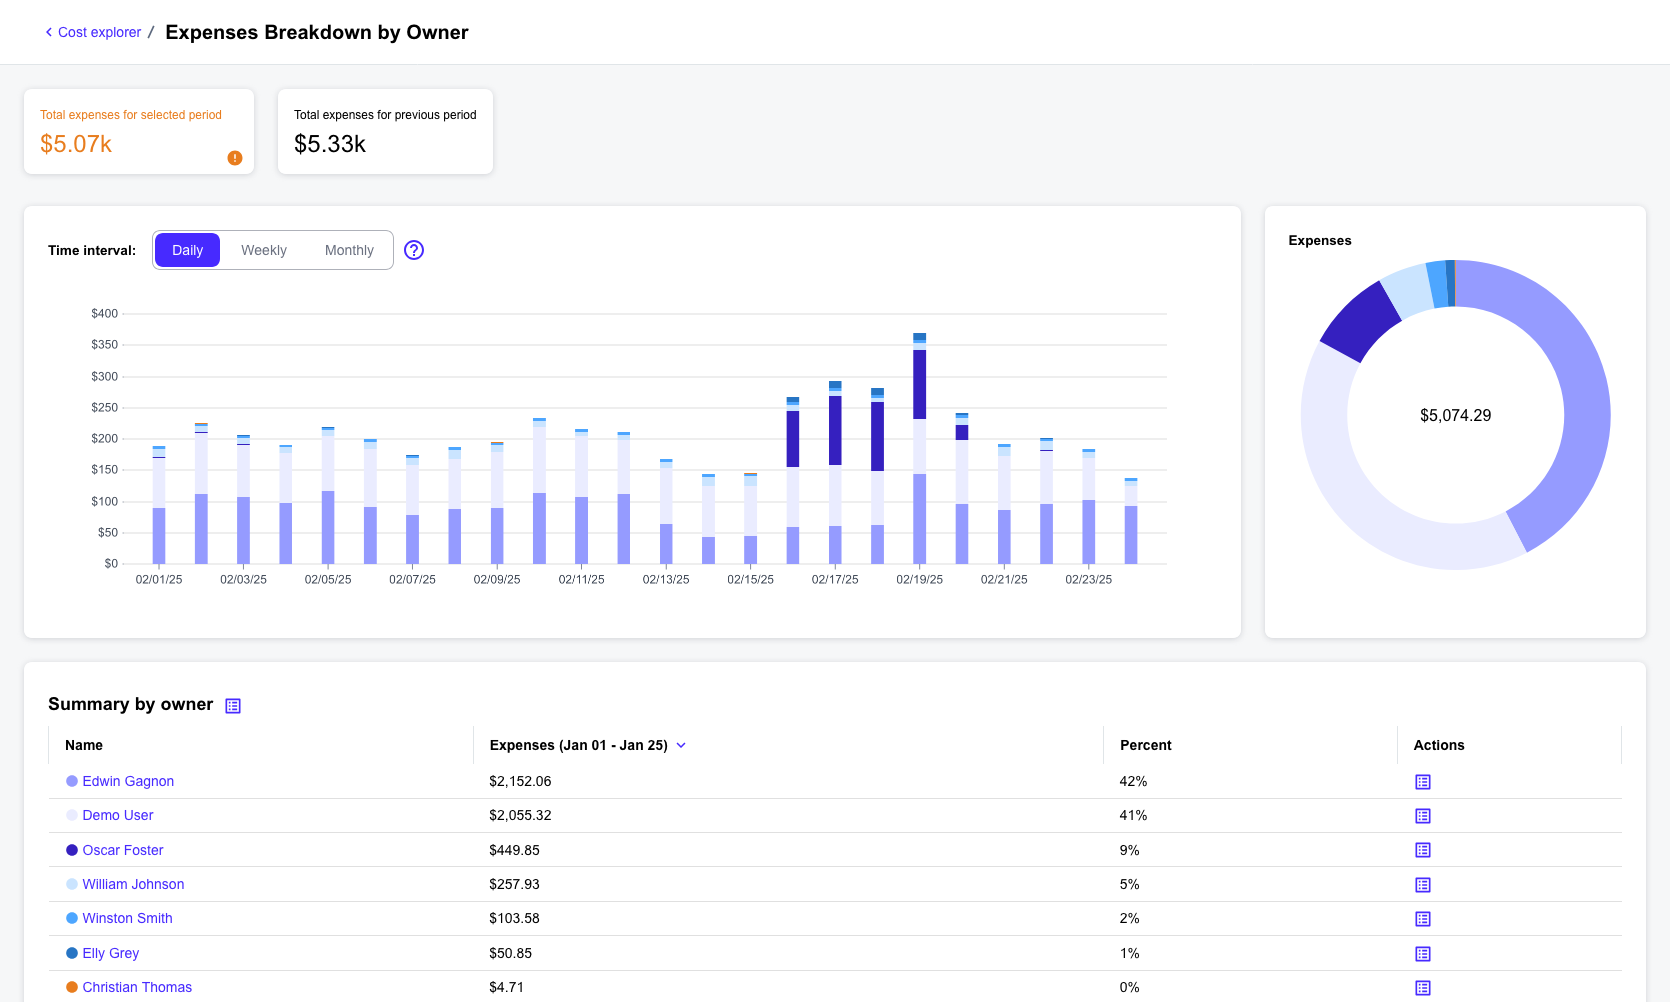 Cost explorer / Expenses Breakdown by Owner
Total expenses for selected period
$5.07k
Total expenses for previous period
$5.33k
Time interval: Daily Weekly Monthly
$400
$350
$300
$250
$200
$150
$100
$50
$0
02/01/25 02/03/25 02/05/25 02/07/25 02/09/25 02/11/25 02/13/25 02/15/25 02/17/25 02/19/25 02/21/25 02/23/25
Expenses
$5,074.29
Summary by owner
Name Expenses (Jan 01 - Jan 25) Percent Actions
Edwin Gagnon $2,152.06 42%
Demo User $2,055.32 41%
Oscar Foster $449.85 9%
William Johnson $257.93 5%
Winston Smith $103.58 2%
Elly Grey $50.85 1%
Christian Thomas $4.71 0%